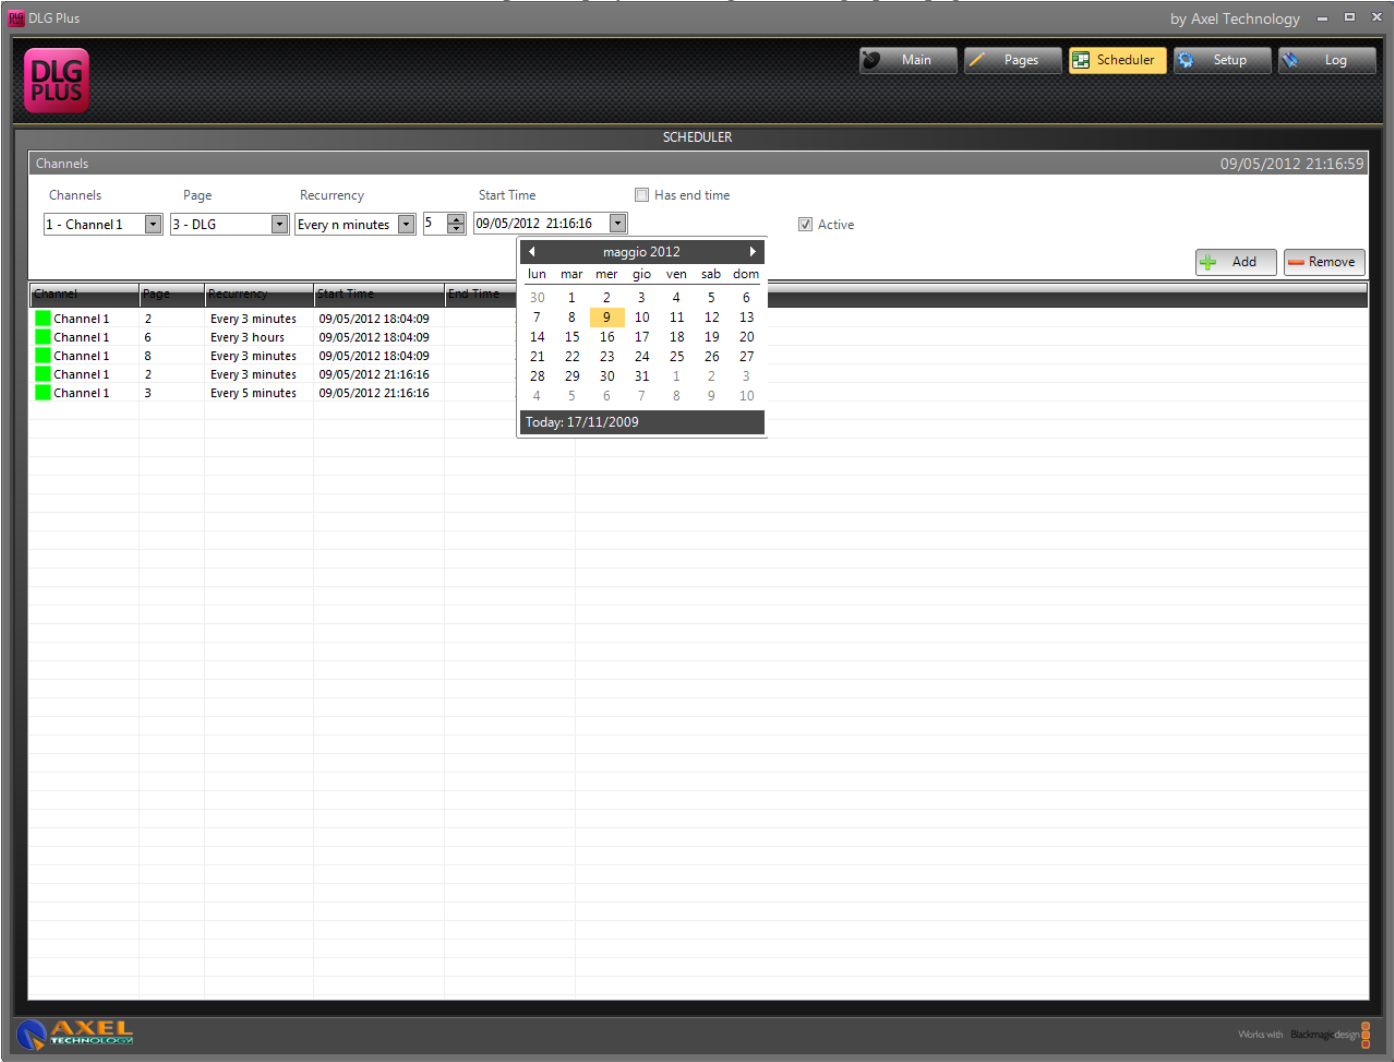 DLG Plus
by Axel Technology
DLG
PLUS
Main
Pages
Scheduler
Setup
Log
SCHEDULER
Channels
09/05/2012 21:16:59
Channels Page Recurrency Start Time Has end time
1 - Channel 1 3 - DLG Every n minutes 5 09/05/2012 21:16:16 Active
Add Remove
maggio 2012
lun mar mer gio ven sab dom
30 1 2 3 4 5 6
7 8 9 10 11 12 13
14 15 16 17 18 19 20
21 22 23 24 25 26 27
28 29 30 31 1 2 3
4 5 6 7 8 9 10
Today: 17/11/2009
Channel Page Recurrency Start Time End Time
Channel 1 2 Every 3 minutes 09/05/2012 18:04:09
Channel 1 6 Every 3 hours 09/05/2012 18:04:09
Channel 1 8 Every 3 minutes 09/05/2012 18:04:09
Channel 1 2 Every 3 minutes 09/05/2012 21:16:16
Channel 1 3 Every 5 minutes 09/05/2012 21:16:16
AXEL
TECHNOLOGY
Works with Blackmagicdesign